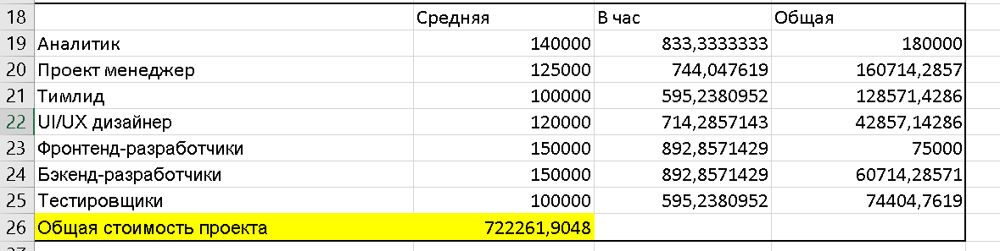 18 Средняя В час Общая
19 Аналитик 140000 833,3333333 180000
20 Проект менеджер 125000 744,047619 160714,2857
21 Тимлид 100000 595,2380952 128571,4286
22 UI/UX дизайнер 120000 714,2857143 42857,14286
23 Фронтенд-разработчики 150000 892,8571429 75000
24 Бэкенд-разработчики 150000 892,8571429 60714,28571
25 Тестировщики 100000 595,2380952 74404,7619
26 Общая стоимость проекта 722261,9048